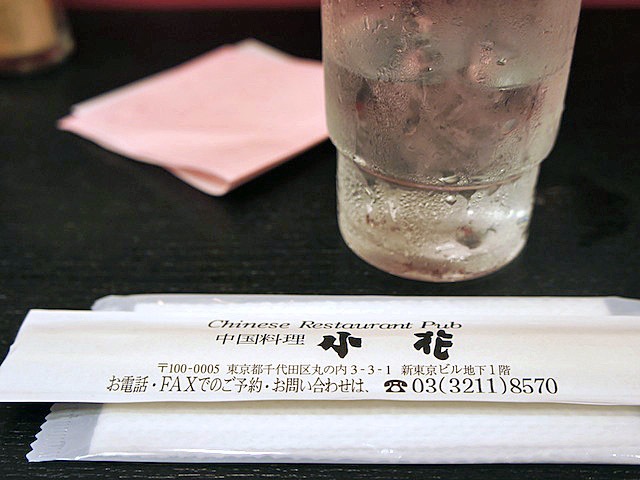 Chinese Restaurant Pub
中国料理 小花
〒100-0005 東京都千代田区丸の内3-3-1 新東京ビル地下1階
お電話・FAXでのご予約・お問い合わせは、☎03(3211)8570